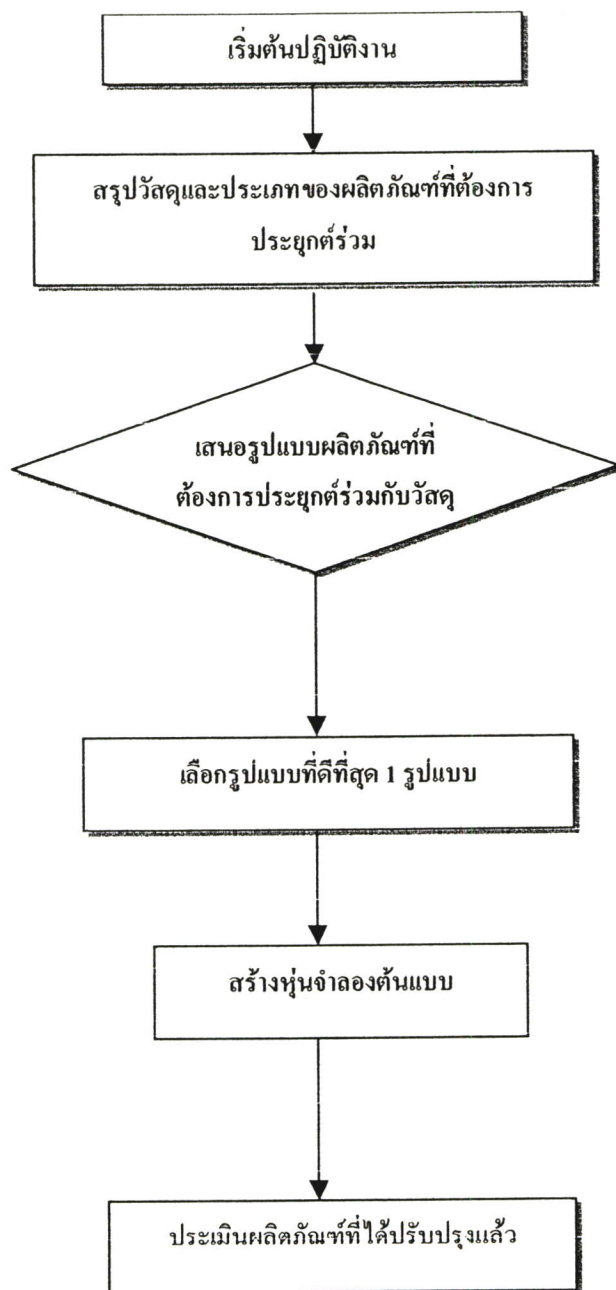 เริ่มต้นปฏิบัติงาน
สรุปวัสดุและประเภทของผลิตภัณฑ์ที่ต้องการ
ประยุกต์ร่วม
เสนอรูปแบบผลิตภัณฑ์ที่
ต้องการประยุกต์ร่วมกับวัสดุ
เลือกรูปแบบที่ดีที่สุด 1 รูปแบบ
สร้างหุ่นจำลองต้นแบบ
ประเมินผลิตภัณฑ์ที่ได้ปรับปรุงแล้ว